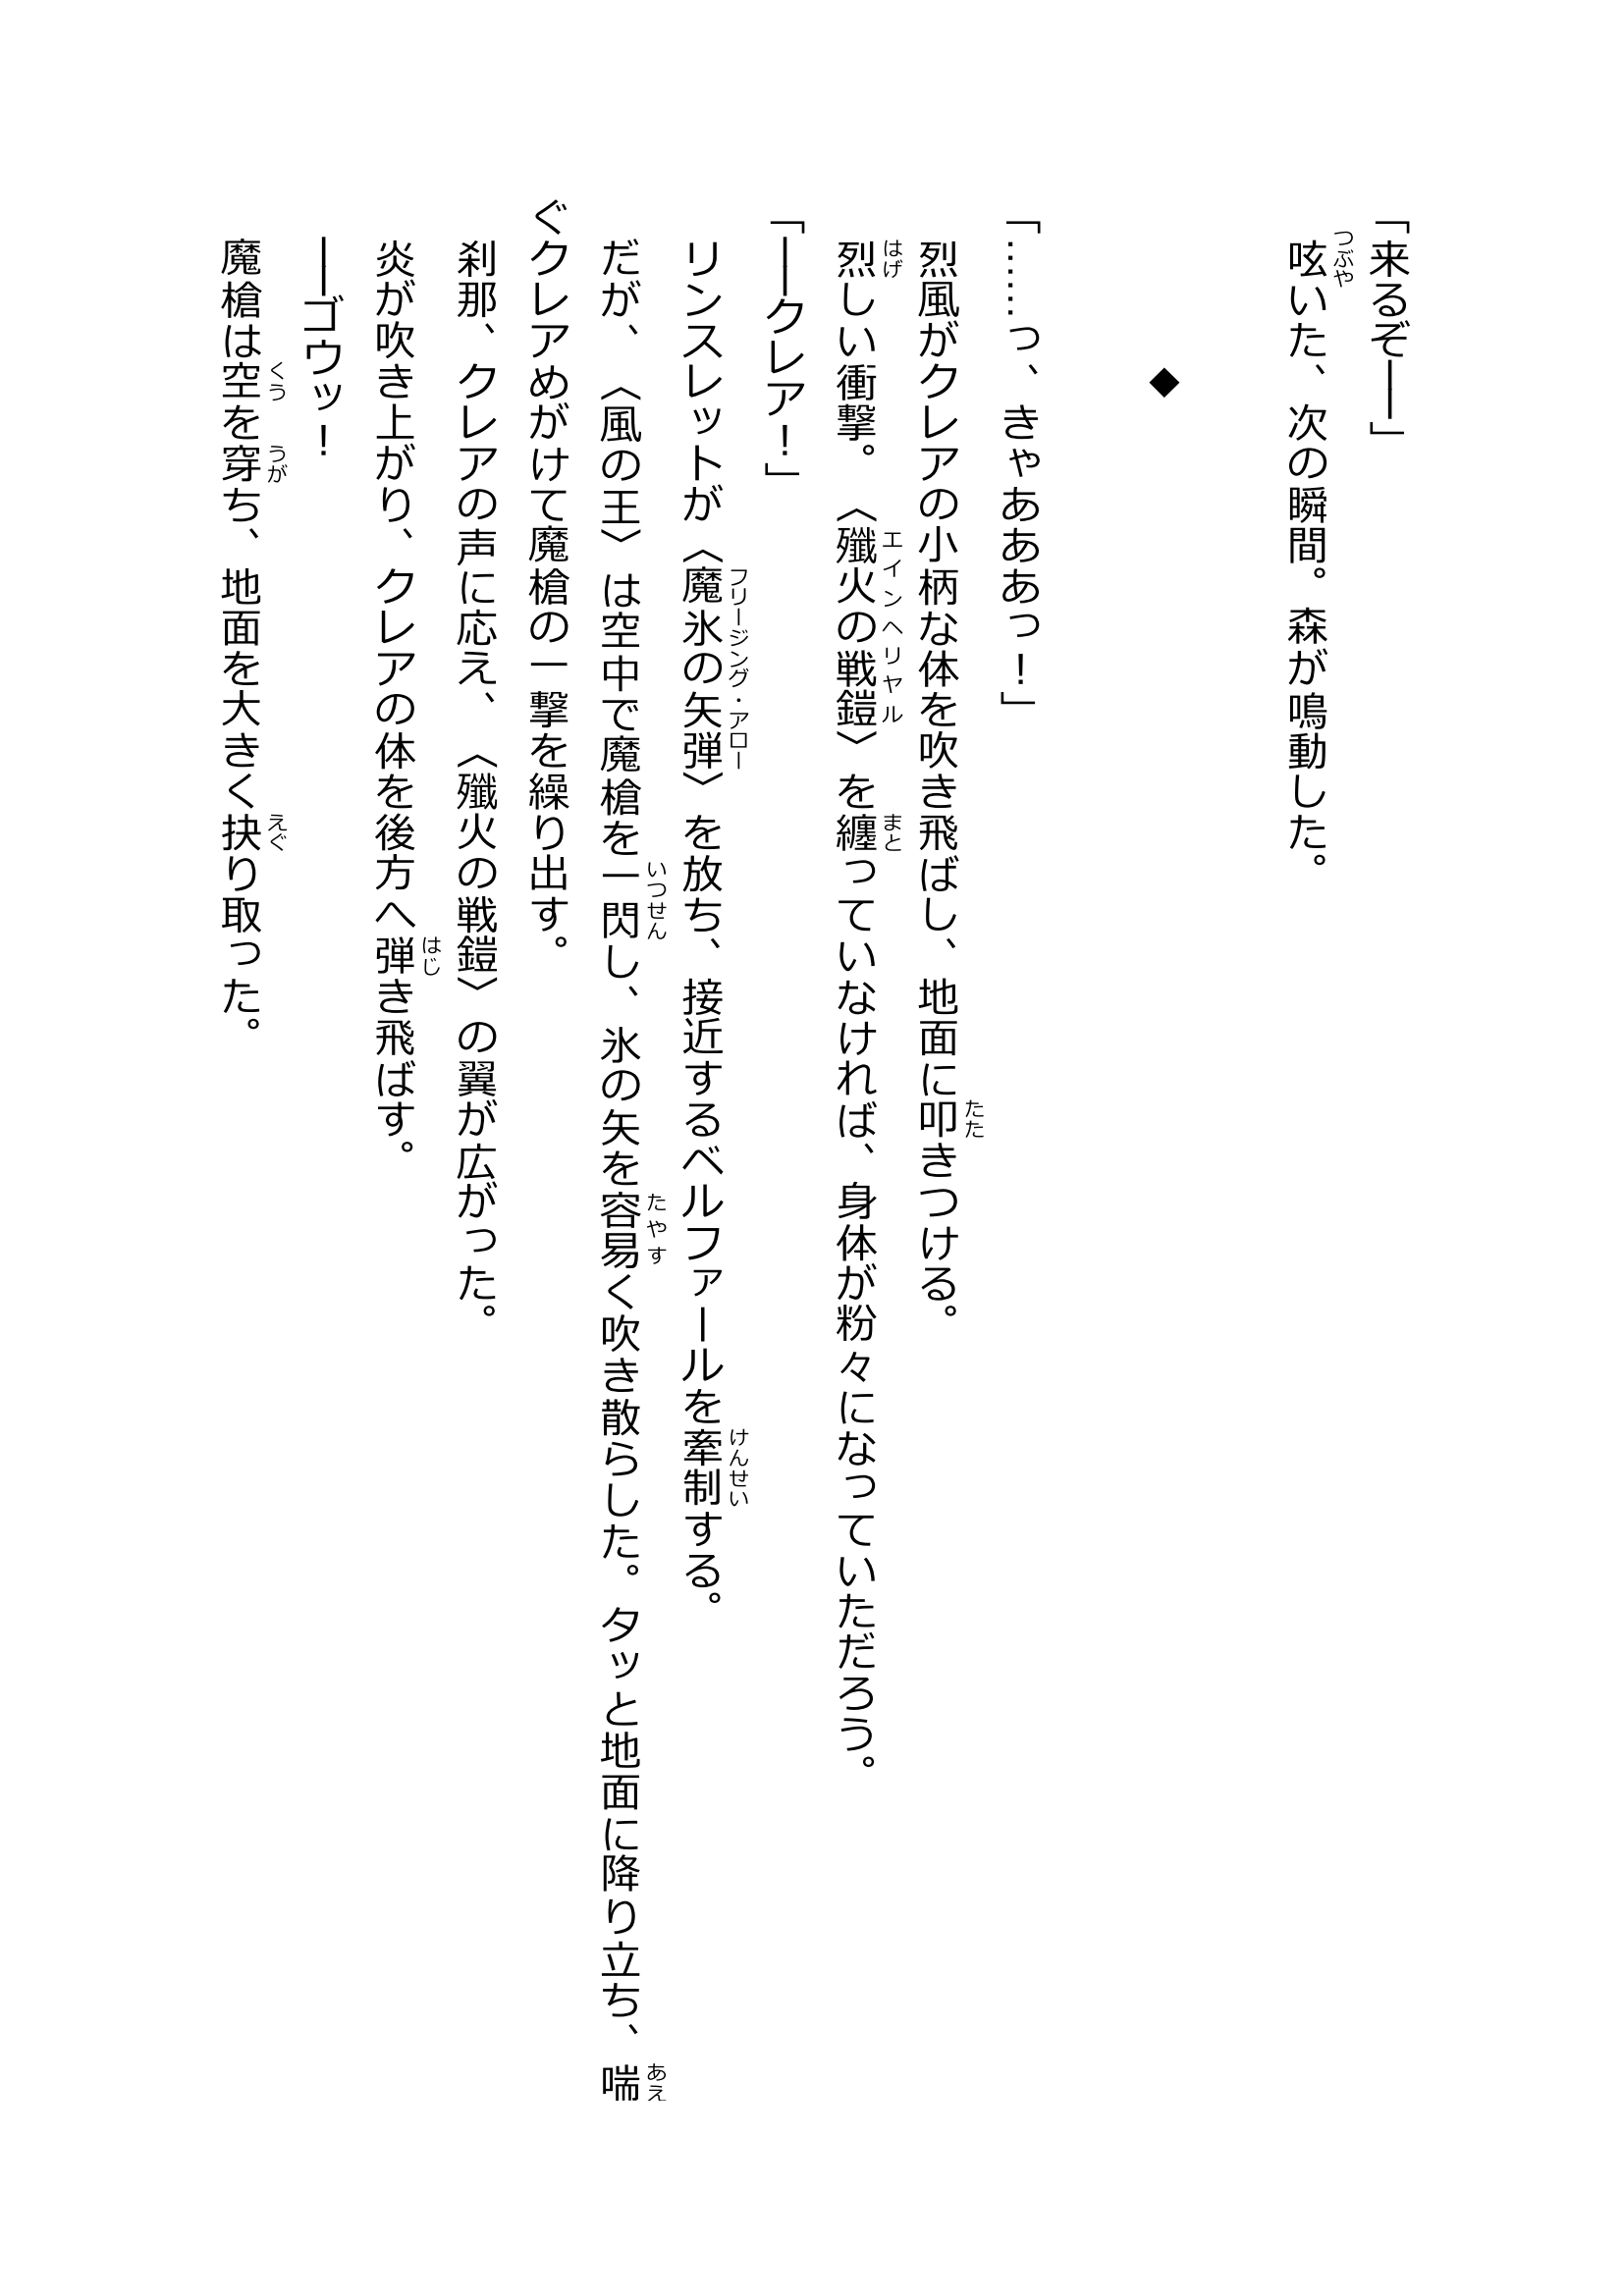 「来るぞ――」
呟いた、次の瞬間。森が鳴動した。
◆
「……っ、きゃあああっ！」
烈風がクレアの小柄な体を吹き飛ばし、地面に叩きつける。
烈しい衝撃。〈殲火の戦鎧〉を纏っていなければ、身体が粉々になっていただろう。
「――クレア！」
リンスレットが〈魔氷の矢弾〉を放ち、接近するベルファールを牽制する。
だが、〈風の王〉は空中で魔槍を一閃し、氷の矢を容易く吹き散らした。タッと地面に降り立ち、喘
ぐクレアめがけて魔槍の一撃を繰り出す。
刹那、クレアの声に応え、〈殲火の戦鎧〉の翼が広がった。
炎が吹き上がり、クレアの体を後方へ弾き飛ばす。
――ゴウッ！
魔槍は空を穿ち、地面を大きく抉り取った。